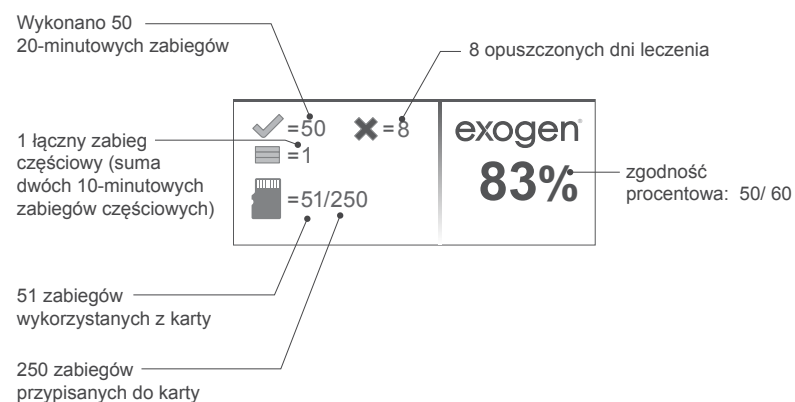 Wykonano 50
20-minutowych zabiegów
8 opuszczonych dni leczenia
=50
=8
=1
1 łączny zabieg
częściowy (suma
dwóch 10-minutowych
zabiegów częściowych)
=51/250
exogen®
83%
zgodność
procentowa: 50/ 60
51 zabiegów
wykorzystanych z karty
250 zabiegów
przypisanych do karty